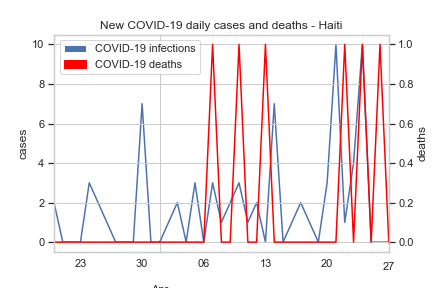 New COVID-19 daily cases and deaths - Haiti
COVID-19 infections
COVID-19 deaths
cases
10
8
6
4
2
0
deaths
1.0
0.8
0.6
0.4
0.2
0.0
23 30 06 13 20 27